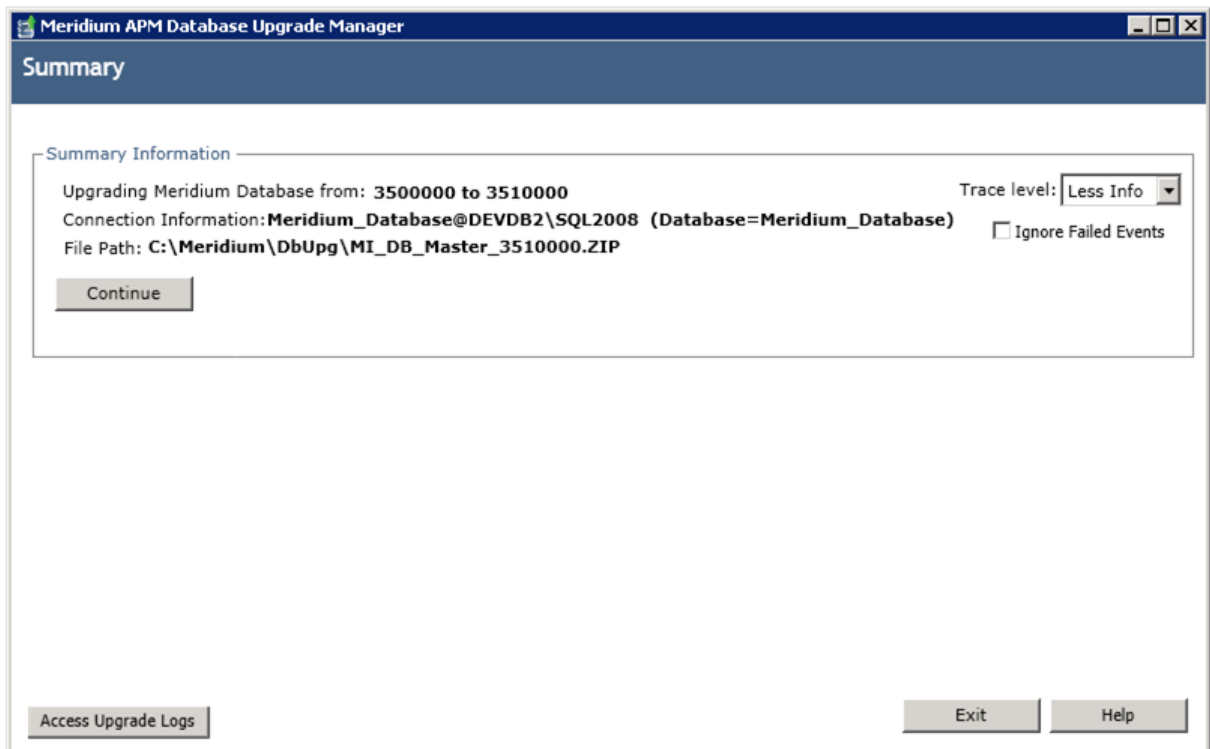 Meridium APM Database Upgrade Manager
Summary
Summary Information
Upgrading Meridium Database from: 3500000 to 3510000
Trace level: Less Info
Connection Information:Meridium_Database@DEVDB2\SQL2008 (Database=Meridium_Database)
Ignore Failed Events
File Path: C:\Meridium\DbUpg\MI_DB_Master_3510000.ZIP
Continue
Access Upgrade Logs
Exit
Help